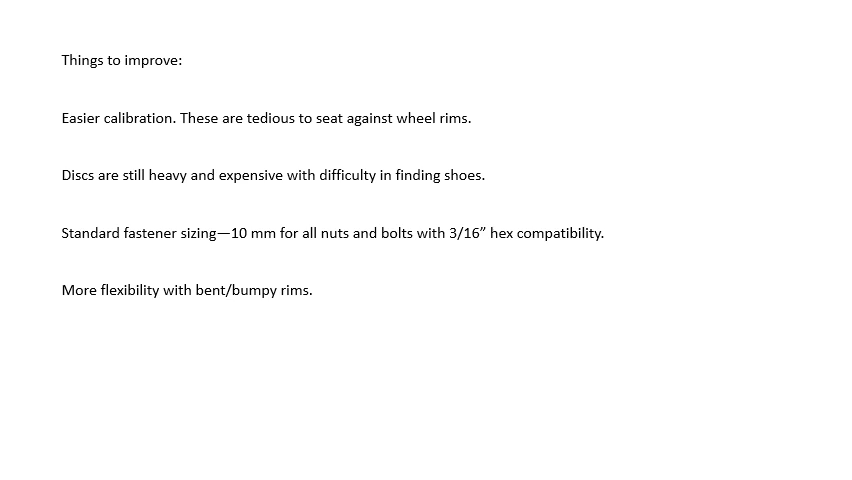 Things to improve:
Easier calibration. These are tedious to seat against wheel rims.
Discs are still heavy and expensive with difficulty in finding shoes.
Standard fastener sizing—10 mm for all nuts and bolts with 3/16” hex compatibility.
More flexibility with bent/bumpy rims.